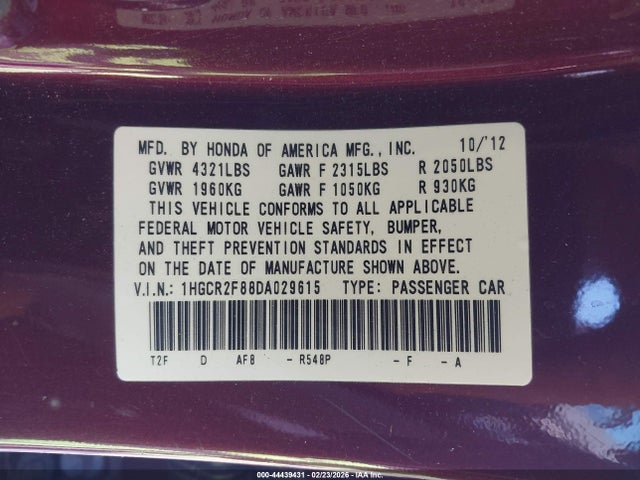 MFD. BY HONDA OF AMERICA MFG., INC. 10/'12
GVWR 4321LBS GAWR F 2315LBS R 2050LBS
GVWR 1960KG GAWR F 1050KG R 930KG
THIS VEHICLE CONFORMS TO ALL APPLICABLE
FEDERAL MOTOR VEHICLE SAFETY, BUMPER,
AND THEFT PREVENTION STANDARDS IN EFFECT
ON THE DATE OF MANUFACTURE SHOWN ABOVE.
V.I.N.: 1HGCR2F88DA029615 TYPE: PASSENGER CAR
T2F D AF8 - R548P - F - A
000-44439431 - 02/23/2026 - IAAI.COM